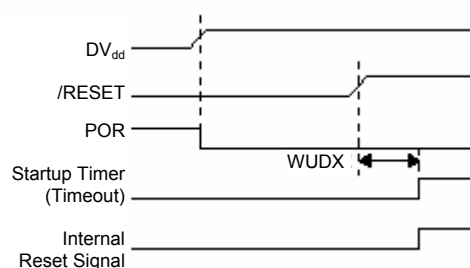 DVdd
/RESET
POR
WUDX
Startup Timer
(Timeout)
Internal
Reset Signal